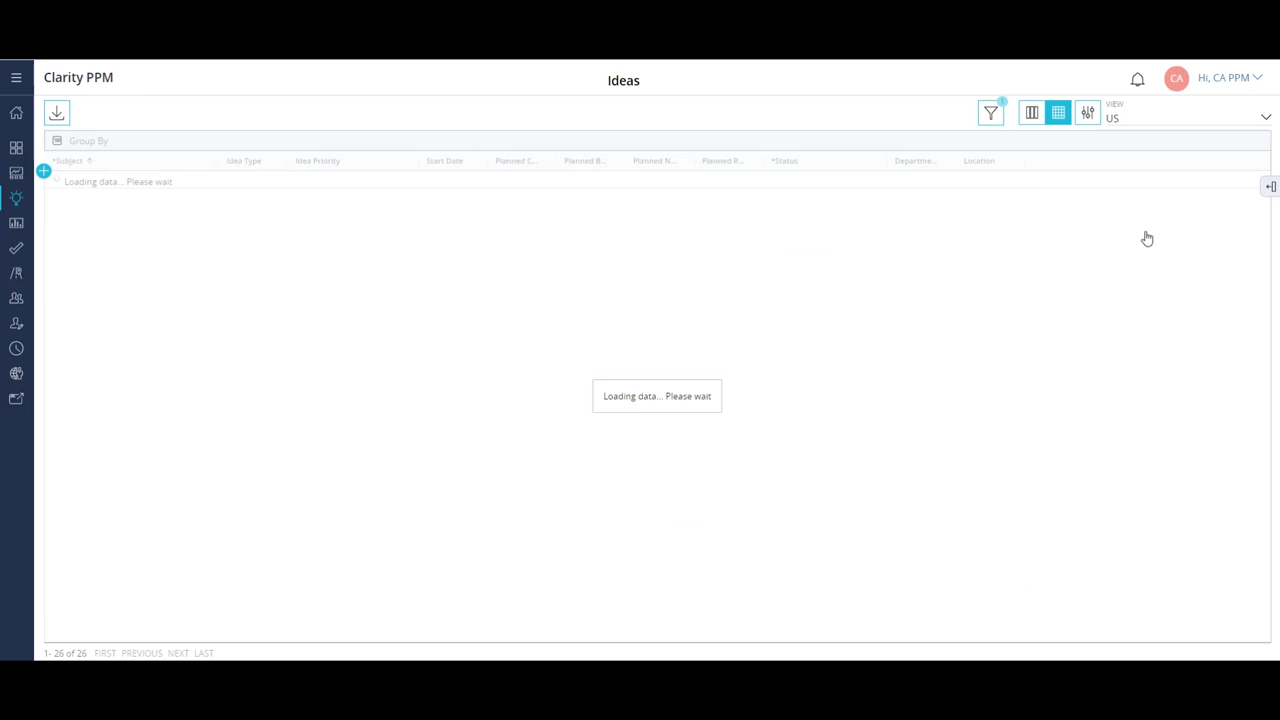 Clarity PPM
Ideas
CA
Hi, CA PPM
VIEW
US
Group By
*Subject Idea Type Idea Priority Start Date Planned C... Planned B... Planned N... Planned R... *Status Departme... Location
Loading data... Please wait
Loading data... Please wait
1- 26 of 26 FIRST PREVIOUS NEXT LAST